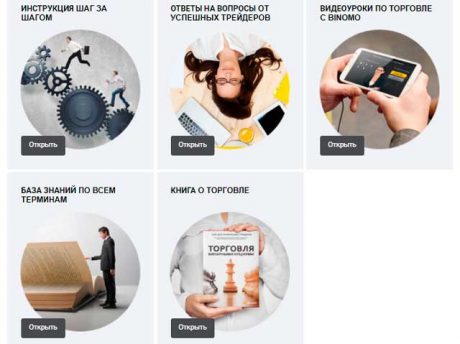 ИНСТРУКЦИЯ ШАГ ЗА
ШАГОМ
Открыть
ОТВЕТЫ НА ВОПРОСЫ ОТ
УСПЕШНЫХ ТРЕЙДЕРОВ
Открыть
ВИДЕОУРОКИ ПО ТОРГОВЛЕ
С BINOMO
Открыть
БАЗА ЗНАНИЙ ПО ВСЕМ
ТЕРМИНАМ
Открыть
КНИГА О ТОРГОВЛЕ
ТОРГОВЛЯ
Открыть